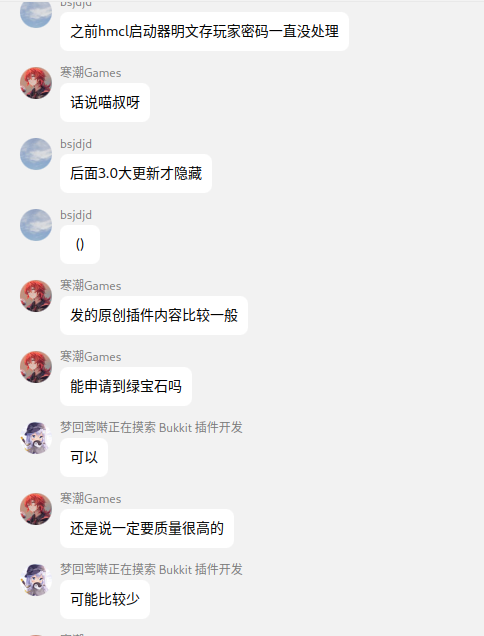 bsjdjd
之前hmcl启动器明文存玩家密码一直没处理
寒潮Games
话说喵叔呀
bsjdjd
后面3.0大更新才隐藏
bsjdjd
（）
寒潮Games
发的原创插件内容比较一般
寒潮Games
能申请到绿宝石吗
梦回莺啭正在摸索 Bukkit 插件开发
可以
寒潮Games
还是说一定要质量很高的
梦回莺啭正在摸索 Bukkit 插件开发
可能比较少